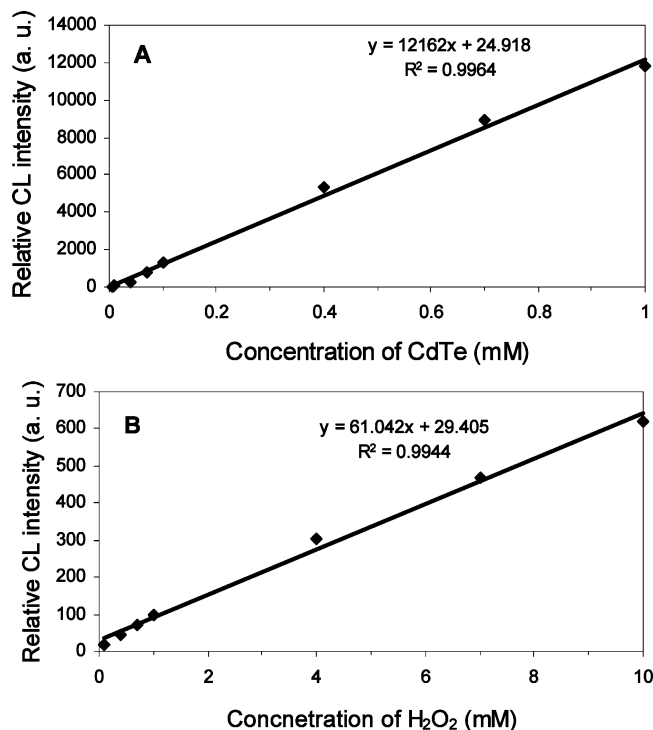 A
y = 12162x + 24.918
R² = 0.9964
Relative CL intensity (a. u.)
14000
12000
10000
8000
6000
4000
2000
0
0 0.2 0.4 0.6 0.8 1
Concentration of CdTe (mM)
B
y = 61.042x + 29.405
R² = 0.9944
Relative CL intensity (a. u.)
700
600
500
400
300
200
100
0
0 2 4 6 8 10
Concnetration of H₂O₂ (mM)